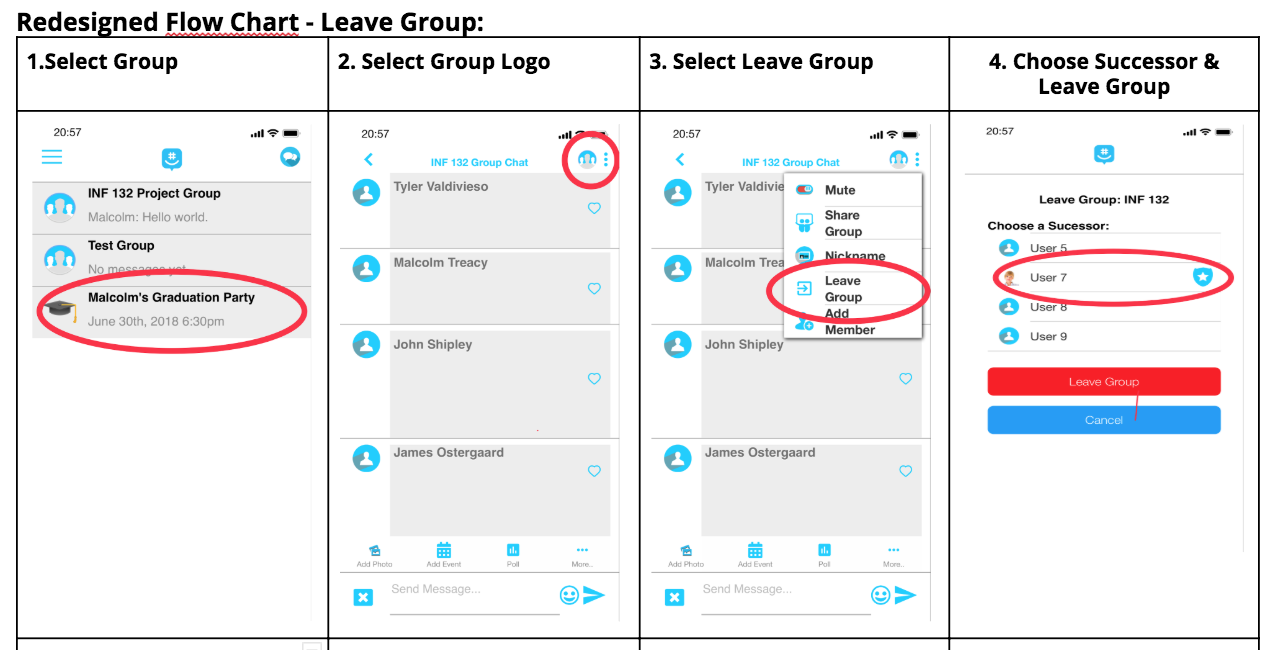 Redesigned Flow Chart - Leave Group:
1.Select Group
2. Select Group Logo
3. Select Leave Group
4. Choose Successor &
Leave Group
20:57
#
INF 132 Project Group
Malcolm: Hello world.
Test Group
No messages yet
Malcolm's Graduation Party
June 30th, 2018 6:30pm
20:57
INF 132 Group Chat
Tyler Valdivieso
Malcolm Treacy
John Shipley
James Ostergaard
Add Photo
Add Event
Poll
More..
Send Message...
20:57
INF 132 Group Chat
Tyler Valdivie
Mute
Share
Group
Nickname
Malcolm Trea
Leave
Group
Add
Member
John Shipley
James Ostergaard
Add Photo
Add Event
Poll
More..
Send Message...
20:57
#
Leave Group: INF 132
Choose a Sucessor:
User 5
User 7
User 8
User 9
Leave Group
Cancel